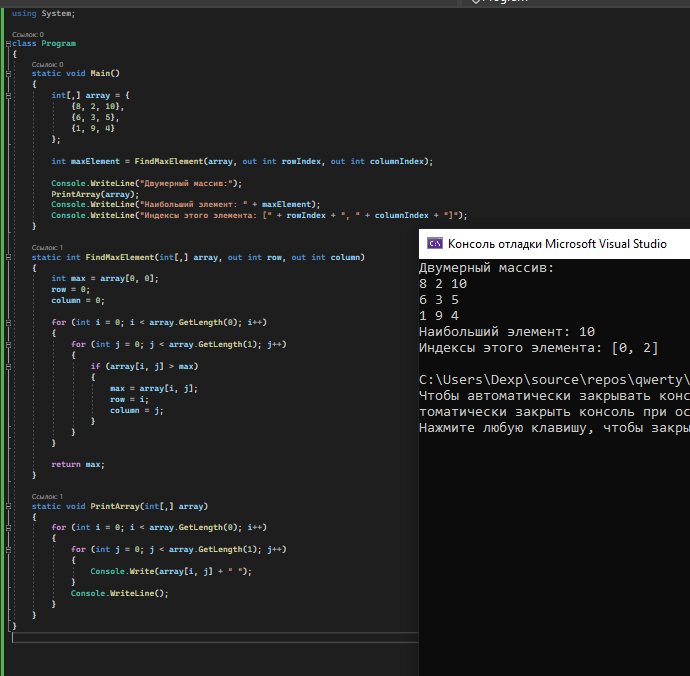 Program
using System;
Ссылок: 0
class Program
{
Ссылок: 0
static void Main()
{
int[,] array = {
{8, 2, 10},
{6, 3, 5},
{1, 9, 4}
};
int maxElement = FindMaxElement(array, out int rowIndex, out int columnIndex);
Console.WriteLine("Двумерный массив:");
PrintArray(array);
Console.WriteLine("Наибольший элемент: " + maxElement);
Console.WriteLine("Индексы этого элемента: [" + rowIndex + ", " + columnIndex + "]");
}
Ссылок: 1
static int FindMaxElement(int[,] array, out int row, out int column)
{
int max = array[0, 0];
row = 0;
column = 0;
for (int i = 0; i < array.GetLength(0); i++)
{
for (int j = 0; j < array.GetLength(1); j++)
{
if (array[i, j] > max)
{
max = array[i, j];
row = i;
column = j;
}
}
}
return max;
}
Ссылок: 1
static void PrintArray(int[,] array)
{
for (int i = 0; i < array.GetLength(0); i++)
{
for (int j = 0; j < array.GetLength(1); j++)
{
Console.Write(array[i, j] + " ");
}
Console.WriteLine();
}
}
}
Консоль отладки Microsoft Visual Studio
Двумерный массив:
8 2 10
6 3 5
1 9 4
Наибольший элемент: 10
Индексы этого элемента: [0, 2]
C:\Users\Dexp\source\repos\qwerty\
Чтобы автоматически закрывать конс
томатически закрыть консоль при ос
Нажмите любую клавишу, чтобы закры